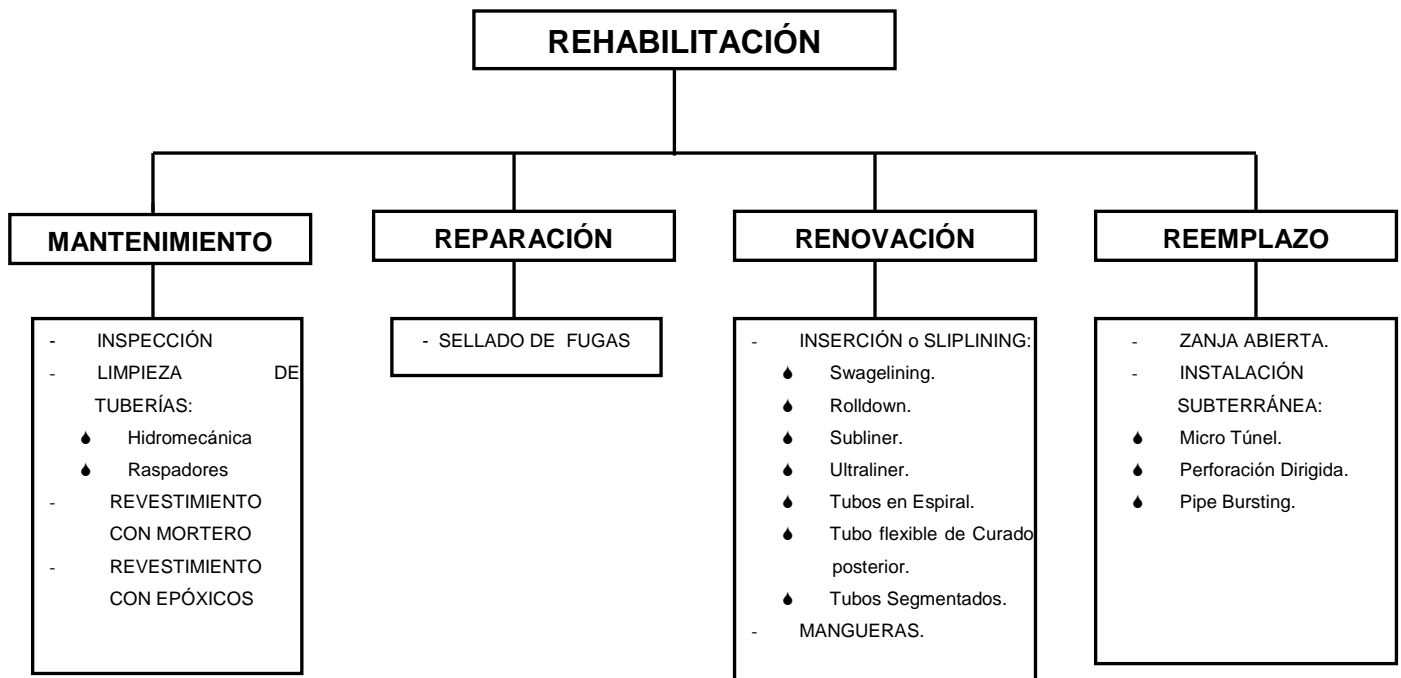 REHABILITACIÓN
MANTENIMIENTO
- INSPECCIÓN
- LIMPIEZA DE
TUBERÍAS:
Hidromecánica
Raspadores
- REVESTIMIENTO
CON MORTERO
- REVESTIMIENTO
CON EPÓXICOS
REPARACIÓN
- SELLADO DE FUGAS
RENOVACIÓN
- INSERCIÓN o SLIPLINING:
Swagelining.
Rolldown.
Subliner.
Ultraliner.
Tubos en Espiral.
Tubo flexible de Curado
posterior.
Tubos Segmentados.
- MANGUERAS.
REEMPLAZO
- ZANJA ABIERTA.
- INSTALACIÓN
SUBTERRÁNEA:
Micro Túnel.
Perforación Dirigida.
Pipe Bursting.